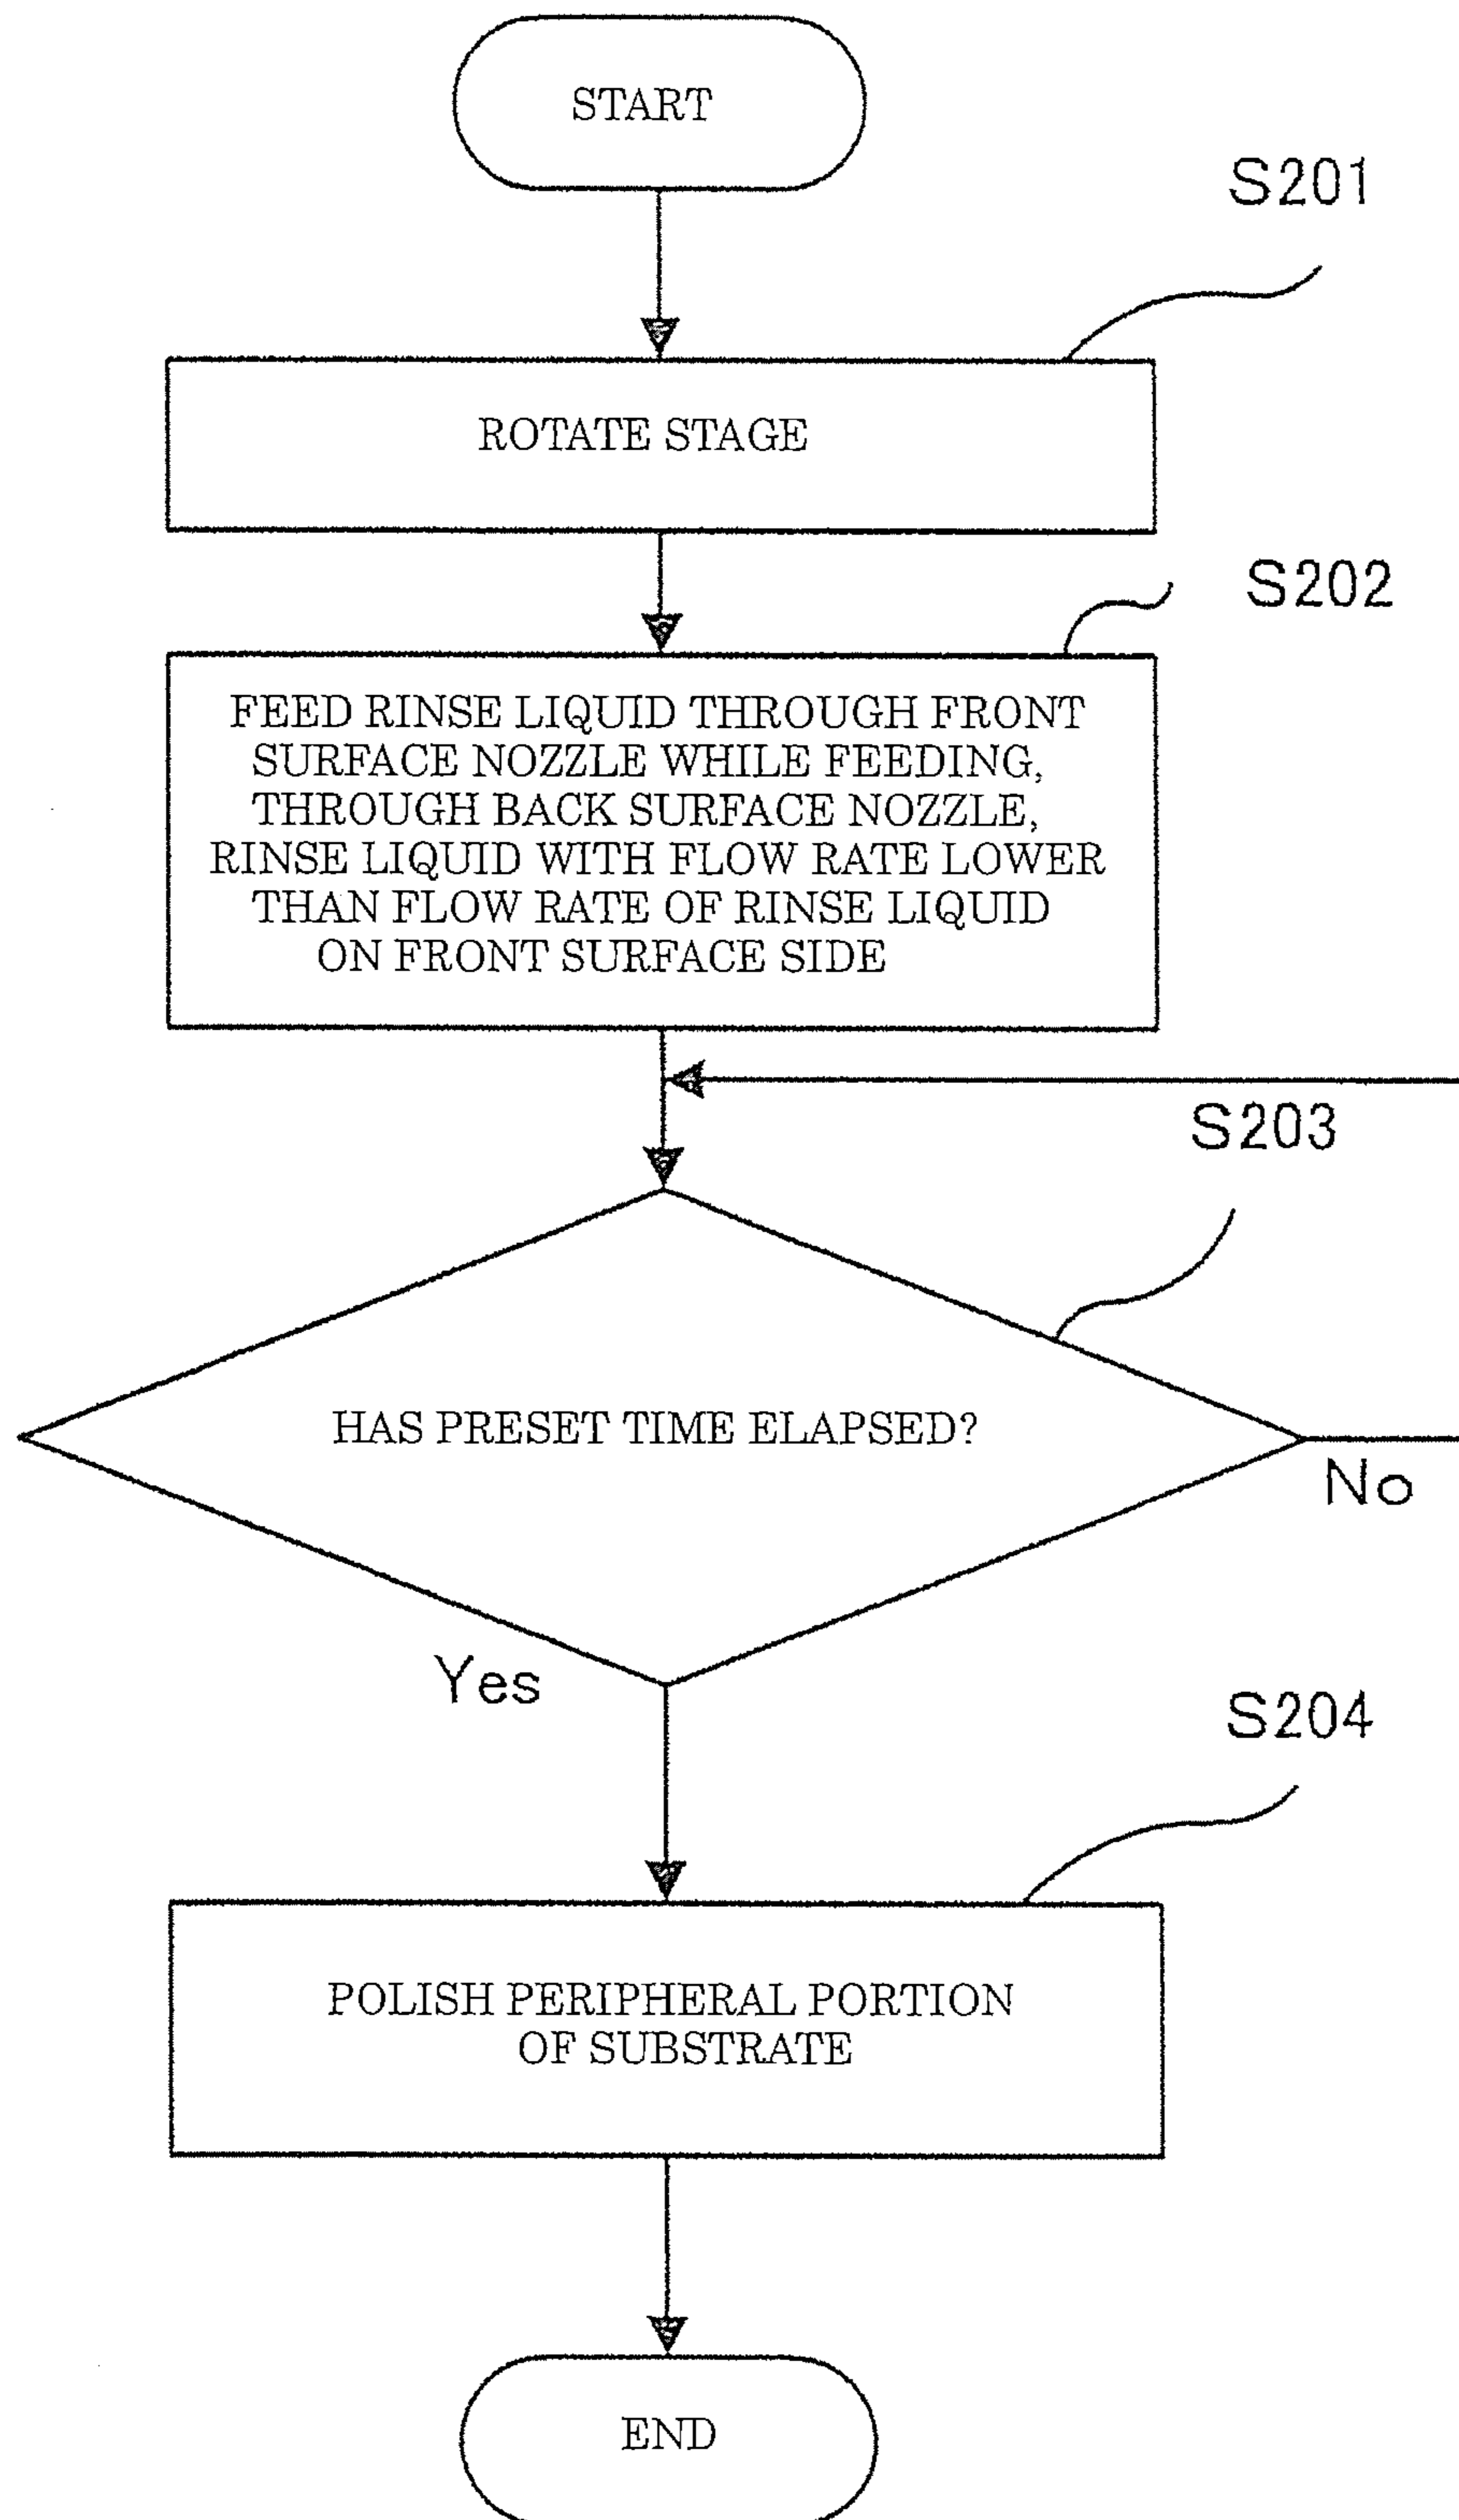 START
S201
ROTATE STAGE
S202
FEED RINSE LIQUID THROUGH FRONT
SURFACE NOZZLE WHILE FEEDING,
THROUGH BACK SURFACE NOZZLE,
RINSE LIQUID WITH FLOW RATE LOWER
THAN FLOW RATE OF RINSE LIQUID
ON FRONT SURFACE SIDE
S203
HAS PRESET TIME ELAPSED?
No
Yes
S204
POLISH PERIPHERAL PORTION
OF SUBSTRATE
END